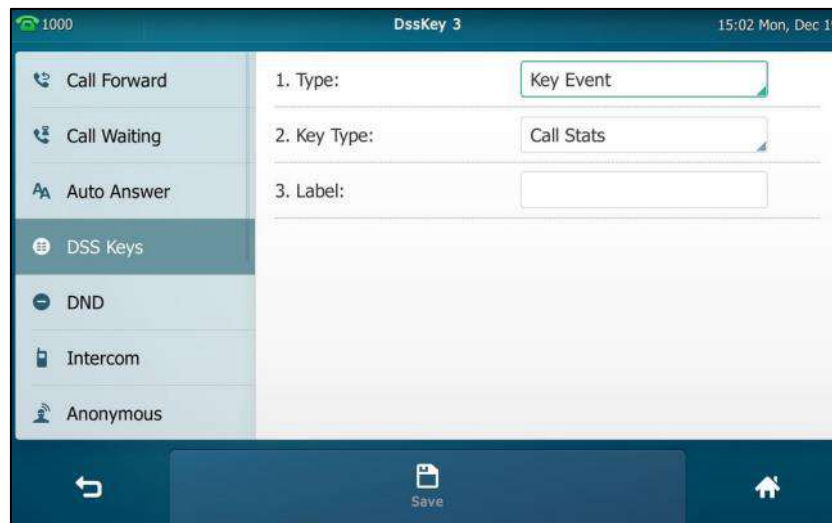 1000 DssKey 3 15:02 Mon, Dec 1
Call Forward
Call Waiting
Auto Answer
DSS Keys
DND
Intercom
Anonymous
1. Type: Key Event
2. Key Type: Call Stats
3. Label:
Save